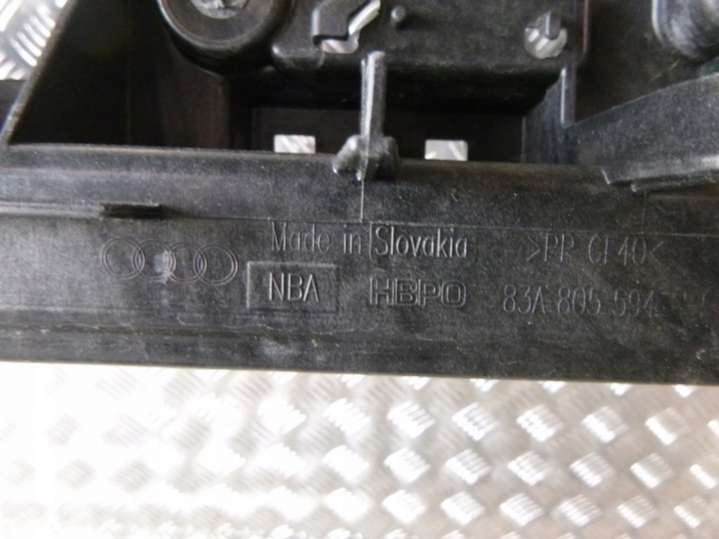 Made in Slovakia >PP GF40<
NBA HBPO 83A 805 594